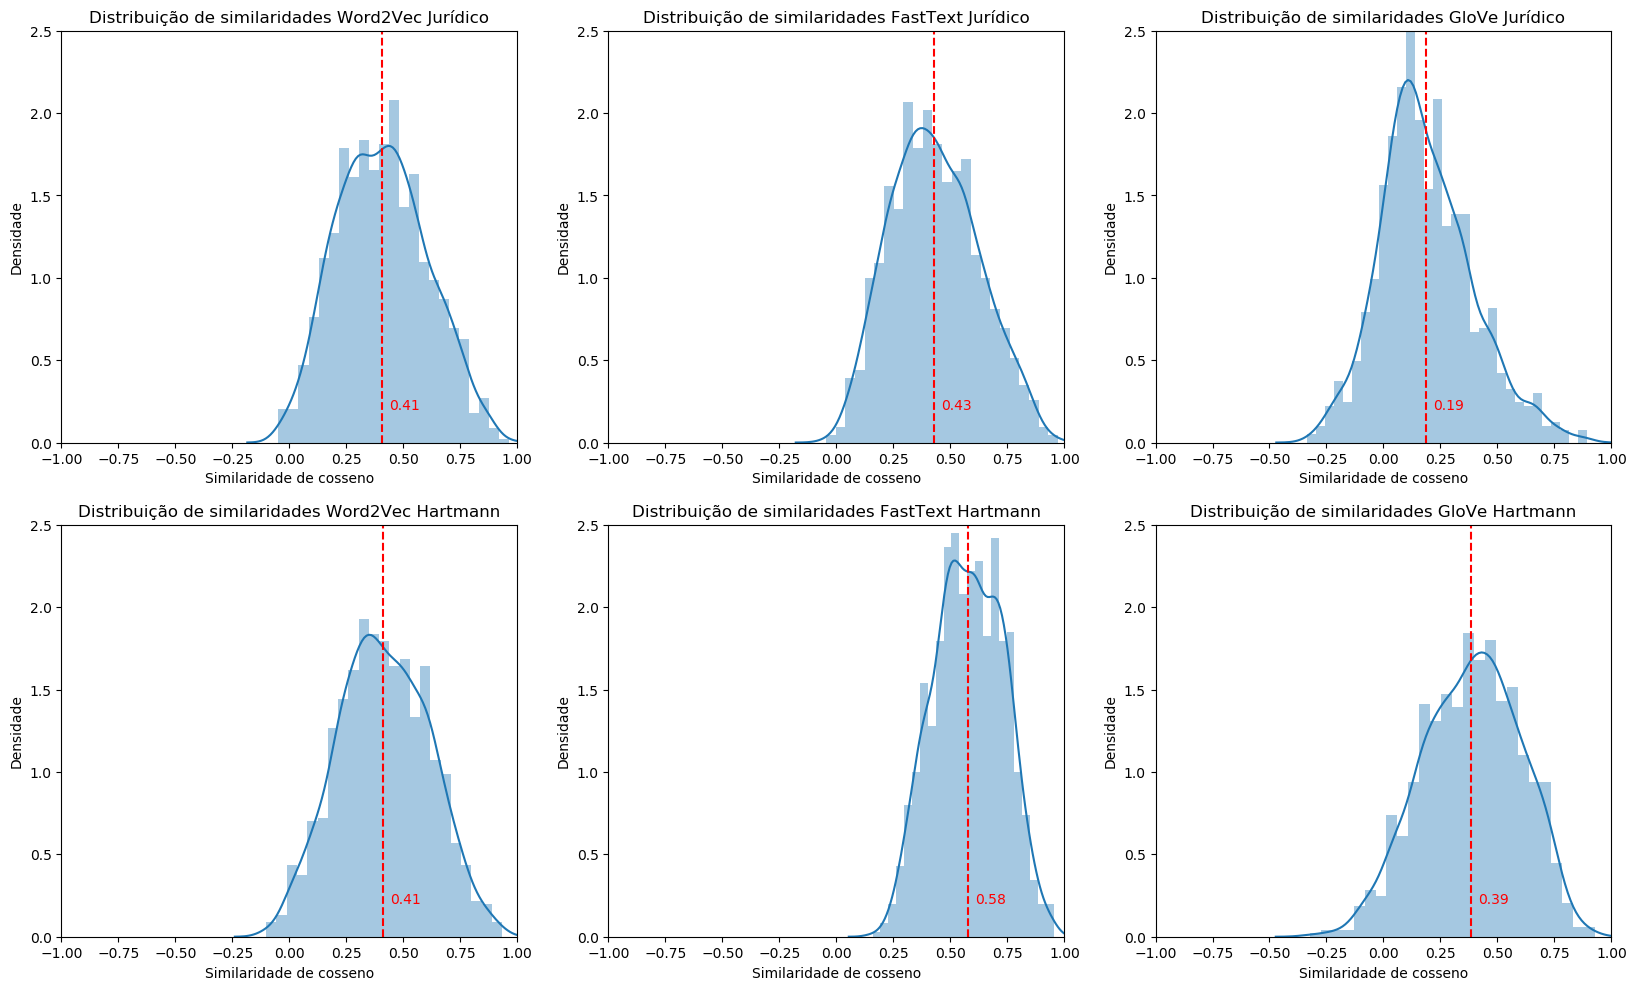 Distribuição de similaridades Word2Vec Jurídico
2.5
2.0
1.5
1.0
0.5
0.0
Densidade
0.41
−1.00 −0.75 −0.50 −0.25 0.00 0.25 0.50 0.75 1.00
Similaridade de cosseno
Distribuição de similaridades FastText Jurídico
2.5
2.0
1.5
1.0
0.5
0.0
Densidade
0.43
−1.00 −0.75 −0.50 −0.25 0.00 0.25 0.50 0.75 1.00
Similaridade de cosseno
Distribuição de similaridades GloVe Jurídico
2.5
2.0
1.5
1.0
0.5
0.0
Densidade
0.19
−1.00 −0.75 −0.50 −0.25 0.00 0.25 0.50 0.75 1.00
Similaridade de cosseno
Distribuição de similaridades Word2Vec Hartmann
2.5
2.0
1.5
1.0
0.5
0.0
Densidade
0.41
−1.00 −0.75 −0.50 −0.25 0.00 0.25 0.50 0.75 1.00
Similaridade de cosseno
Distribuição de similaridades FastText Hartmann
2.5
2.0
1.5
1.0
0.5
0.0
Densidade
0.58
−1.00 −0.75 −0.50 −0.25 0.00 0.25 0.50 0.75 1.00
Similaridade de cosseno
Distribuição de similaridades GloVe Hartmann
2.5
2.0
1.5
1.0
0.5
0.0
Densidade
0.39
−1.00 −0.75 −0.50 −0.25 0.00 0.25 0.50 0.75 1.00
Similaridade de cosseno